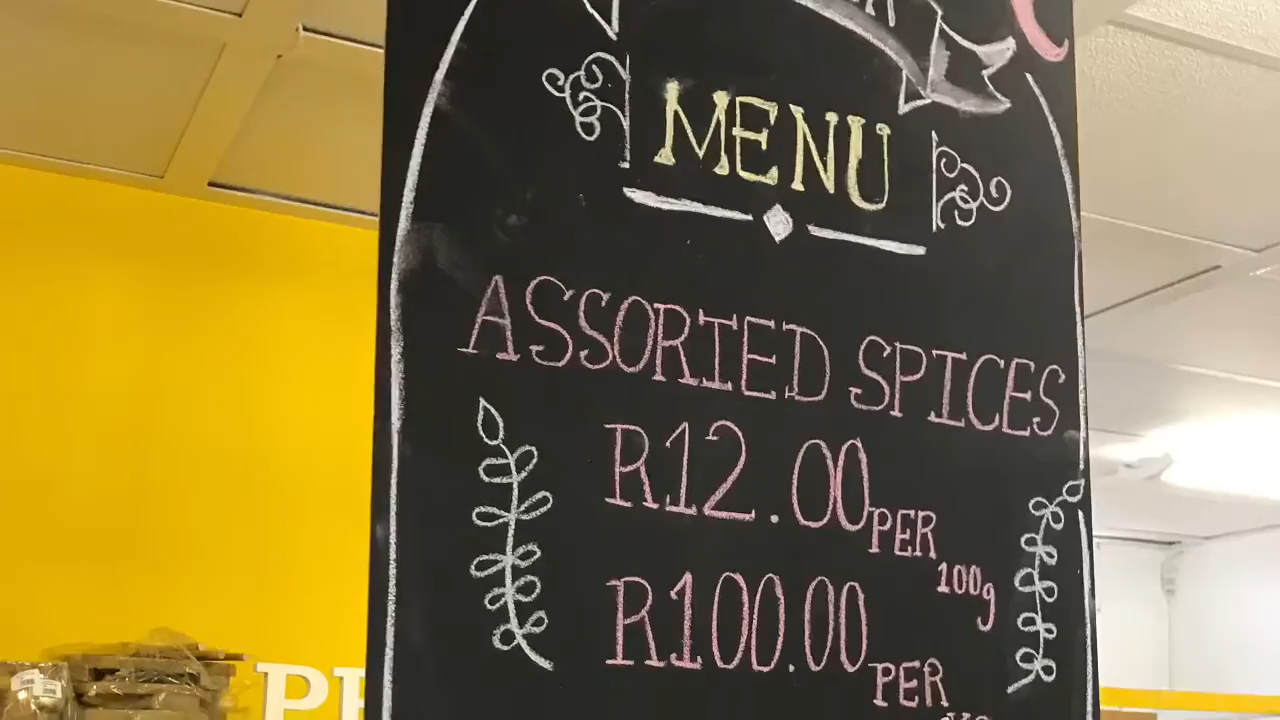 MENU
ASSORTED SPICES
R12.00 PER 100g
R100.00 PER